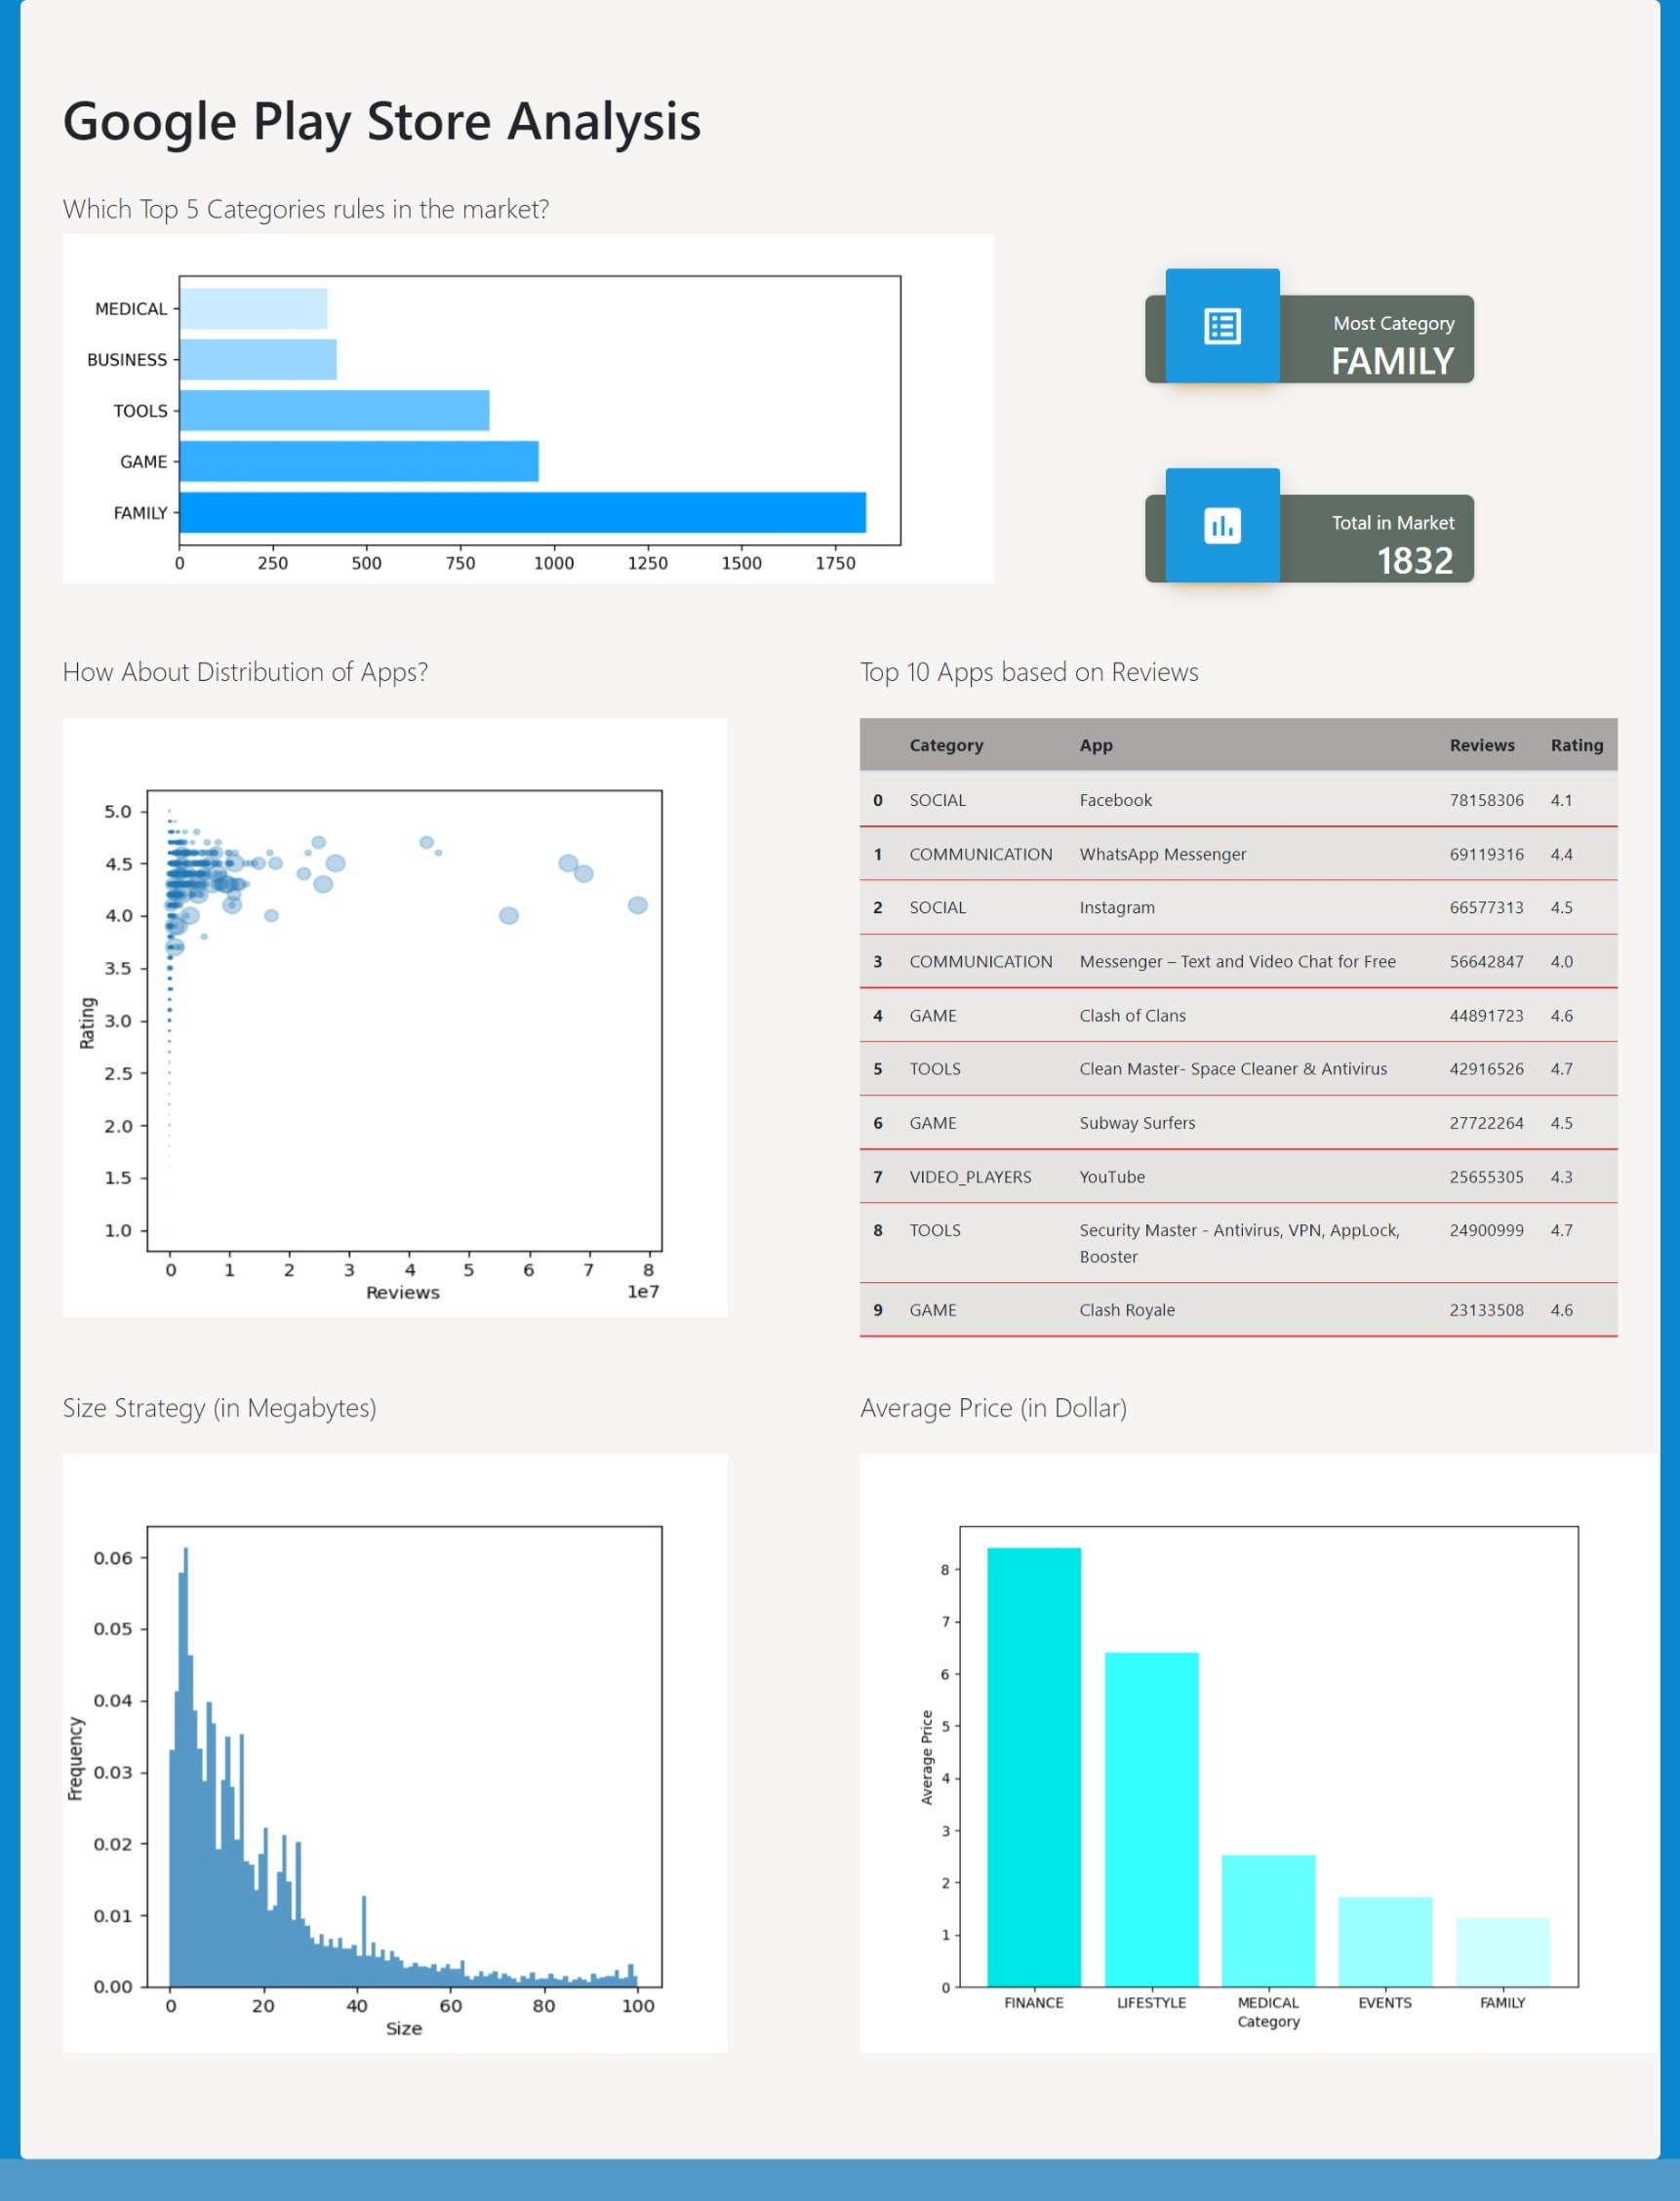 Google Play Store Analysis
Which Top 5 Categories rules in the market?
MEDICAL
BUSINESS
TOOLS
GAME
FAMILY
0 250 500 750 1000 1250 1500 1750
Most Category
FAMILY
Total in Market
1832
How About Distribution of Apps?
5.0
4.5
4.0
3.5
3.0
2.5
2.0
1.5
1.0
Rating
0 1 2 3 4 5 6 7 8
Reviews 1e7
Top 10 Apps based on Reviews
Category App Reviews Rating
0 SOCIAL Facebook 78158306 4.1
1 COMMUNICATION WhatsApp Messenger 69119316 4.4
2 SOCIAL Instagram 66577313 4.5
3 COMMUNICATION Messenger – Text and Video Chat for Free 56642847 4.0
4 GAME Clash of Clans 44891723 4.6
5 TOOLS Clean Master- Space Cleaner & Antivirus 42916526 4.7
6 GAME Subway Surfers 27722264 4.5
7 VIDEO_PLAYERS YouTube 25655305 4.3
8 TOOLS Security Master - Antivirus, VPN, AppLock, 24900999 4.7
Booster
9 GAME Clash Royale 23133508 4.6
Size Strategy (in Megabytes)
0.06
0.05
0.04
0.03
0.02
0.01
0.00
Frequency
0 20 40 60 80 100
Size
Average Price (in Dollar)
8
7
6
5
4
3
2
1
0
Average Price
FINANCE LIFESTYLE MEDICAL EVENTS FAMILY
Category